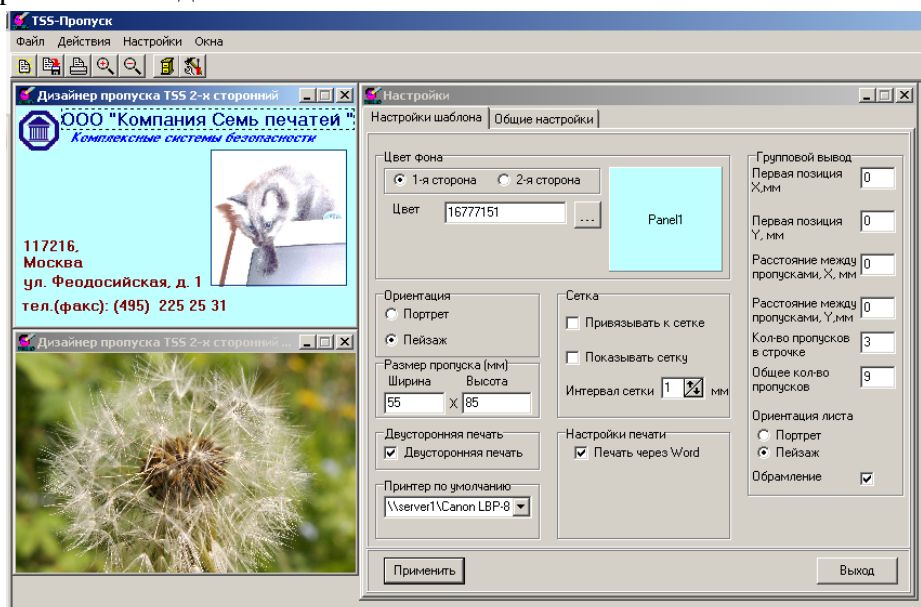 TSS-Пропуск
Файл Действия Настройки Окна
Дизайнер пропуска TSS 2-х сторонний
ООО "Компания Семь печатей "
Комплексные системы безопасности
117216,
Москва
ул. Феодосийская, д. 1
тел.(факс): (495) 225 25 31
Дизайнер пропуска TSS 2-х сторонний ...
Настройки
Настройки шаблона Общие настройки
Цвет фона
1-я сторона 2-я сторона
Цвет 16777151 ...
Panel1
Ориентация
Портрет
Пейзаж
Размер пропуска (мм)
Ширина Высота
55 X 85
Двусторонняя печать
Двусторонняя печать
Принтер по умолчанию
\\server1\Canon LBP-8
Сетка
Привязывать к сетке
Показывать сетку
Интервал сетки 1 мм
Настройки печати
Печать через Word
Групповой вывод
Первая позиция 0
X,мм
Первая позиция 0
Y, мм
Расстояние между 0
пропусками, X, мм
Расстояние между 0
пропусками, Y,мм
Кол-во пропусков 3
в строчке
Общее кол-во 9
пропусков
Ориентация листа
Портрет
Пейзаж
Обрамление
Применить Выход